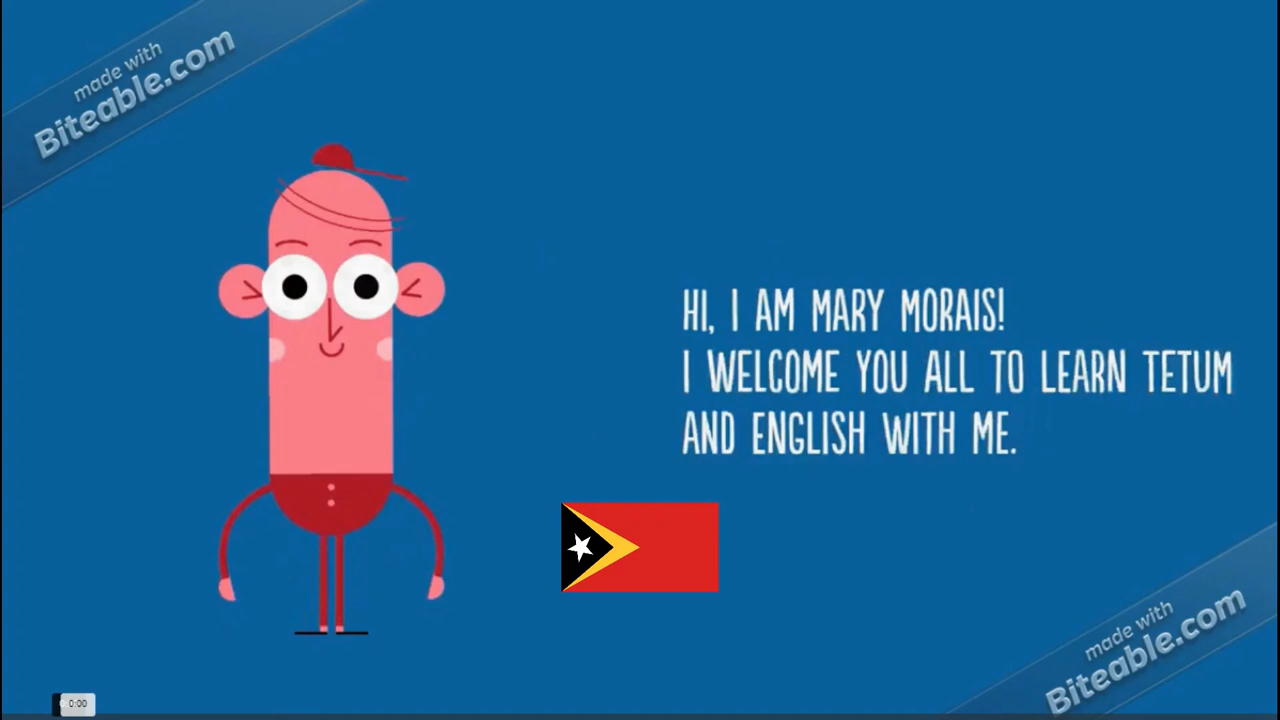 made with
Biteable.com
HI, I AM MARY MORAIS!
I WELCOME YOU ALL TO LEARN TETUM
AND ENGLISH WITH ME.
made with
Biteable.com
0:00